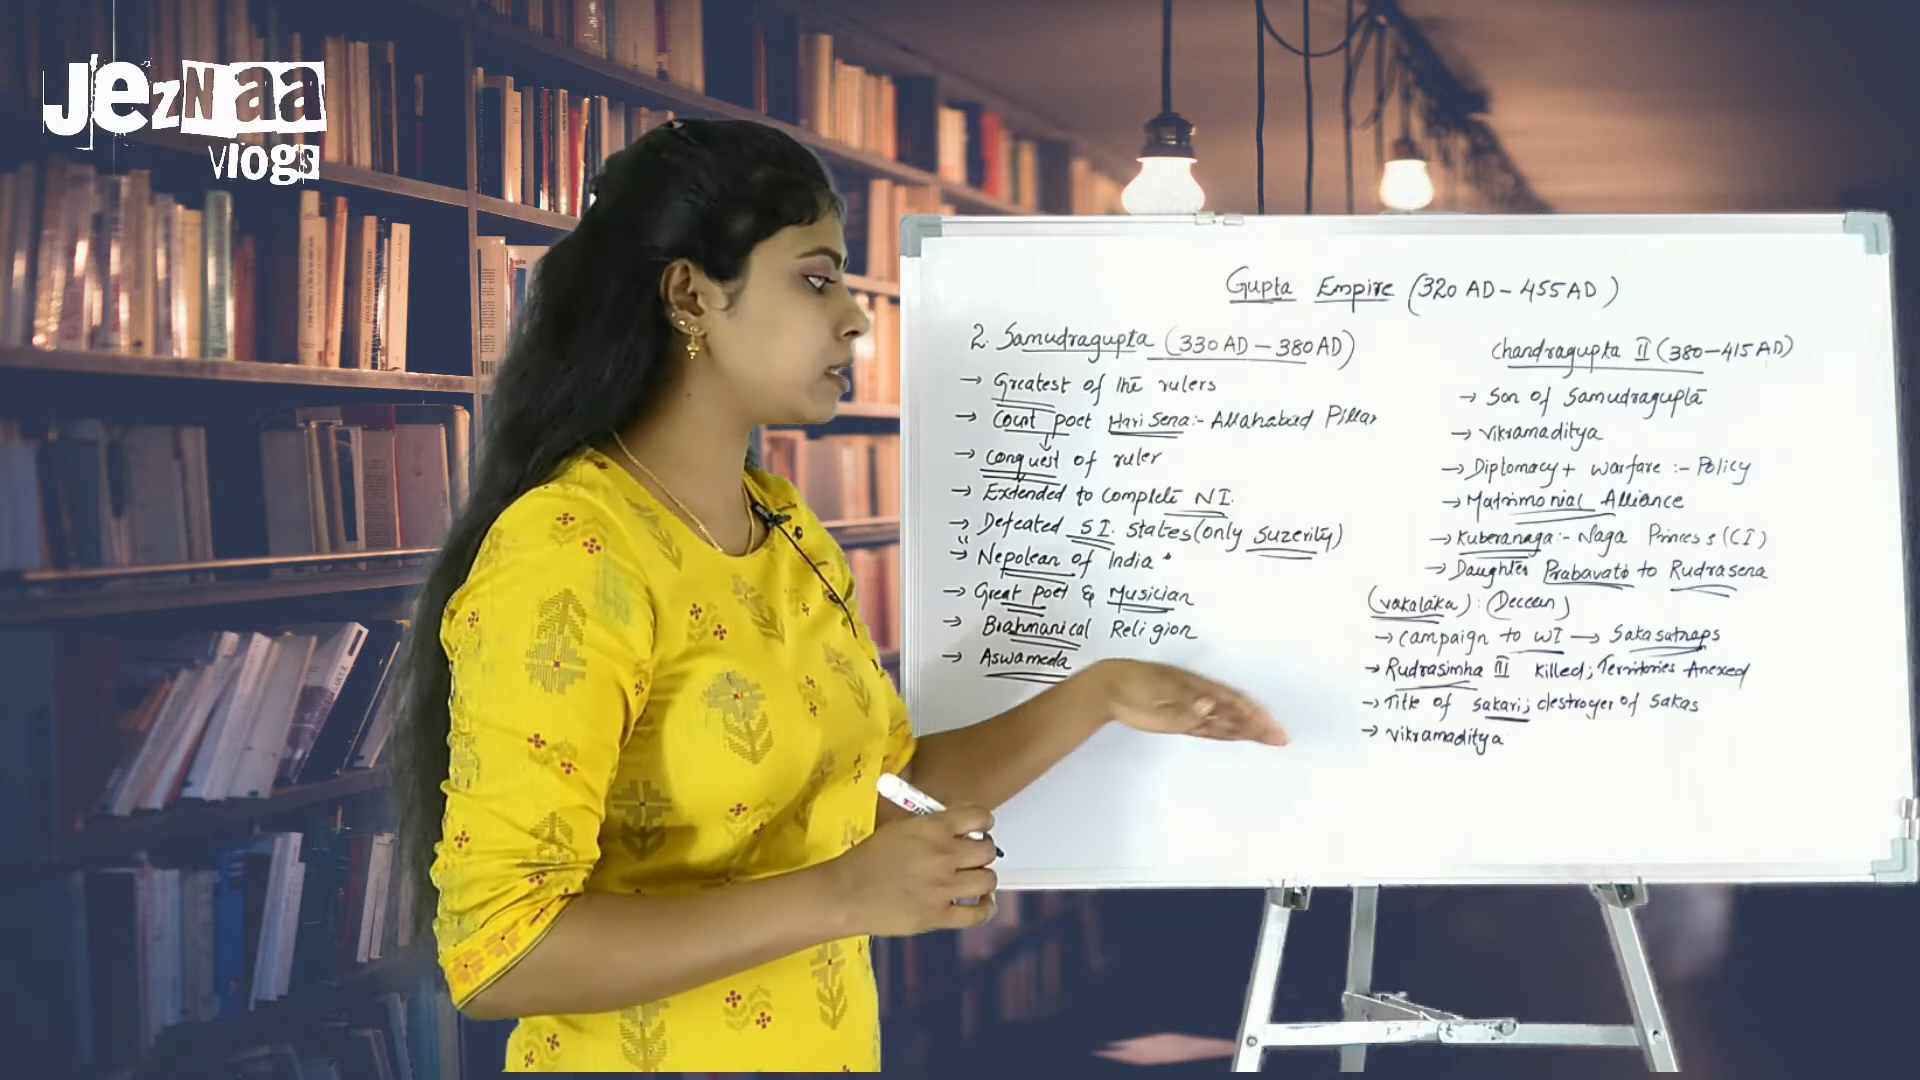 JezNaa
Vlogs
Gupta Empire (320 AD - 455 AD)
2. Samudragupta (330 AD - 380 AD)
→ Greatest of the rulers
→ Court poet Hari Sena:- Allahabad Pillar
→ conquest of ruler
→ Extended to complete N I.
→ Defeated S I. States (only Suzerity)
→ "Nepolean of India"
→ Great poet & Musician
→ Brahmanical Religion
→ Aswameda
Chandragupta II (380 - 415 AD)
→ Son of Samudragupta
→ Vikramaditya
→ Diplomacy + Warfare :- Policy
→ Matrimonial Alliance
→ Kuberanaga:- Naga Princess (CI)
→ Daughter Prabavati to Rudrasena
(Vakataka) : (Deccan)
→ Campaign to WI → Saka satraps
→ Rudrasimha III Killed; Territories Anexed
→ Title of Sakari; destroyer of Sakas
→ Vikramaditya